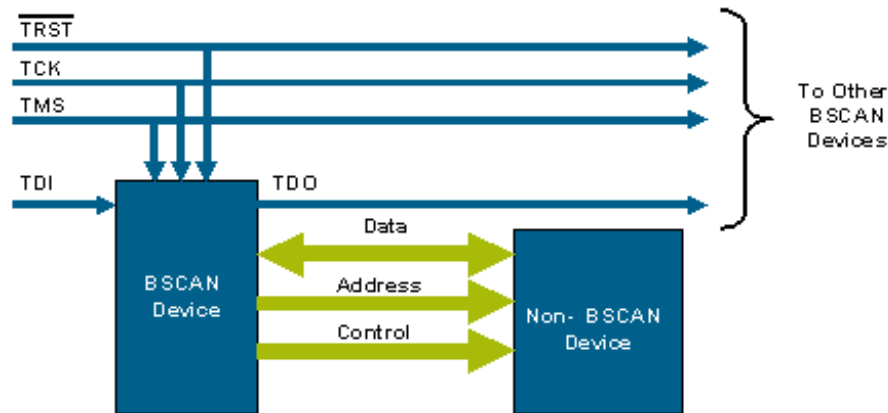 TRST
TCK
TMS
TDI
TDO
To Other
BSCAN
Devices
Data
Address
Control
BSCAN
Device
Non- BSCAN
Device